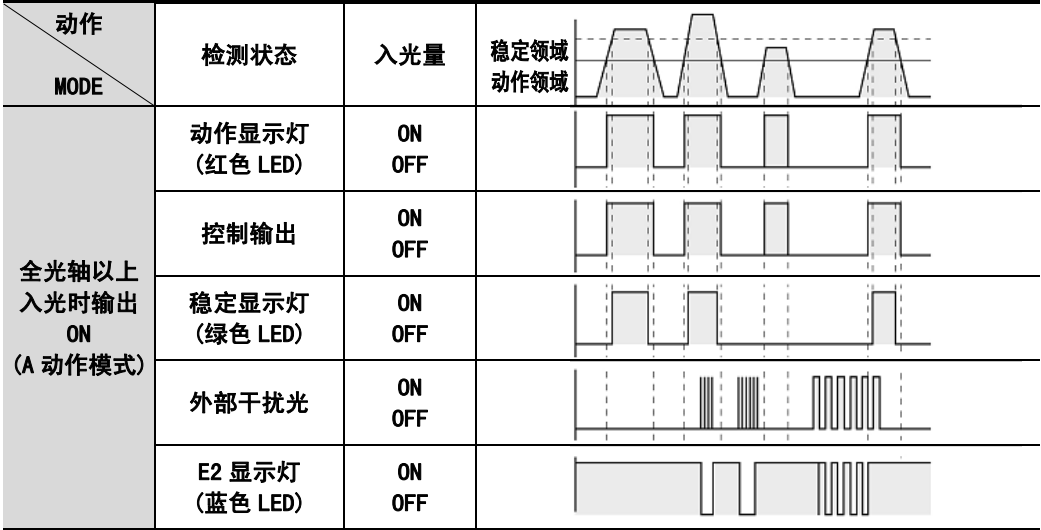 动作
MODE
检测状态
入光量
稳定领域
动作领域
全光轴以上
入光时输出
ON
(A 动作模式)
动作显示灯
(红色 LED)
ON
OFF
控制输出
ON
OFF
稳定显示灯
(绿色 LED)
ON
OFF
外部干扰光
ON
OFF
E2 显示灯
(蓝色 LED)
ON
OFF